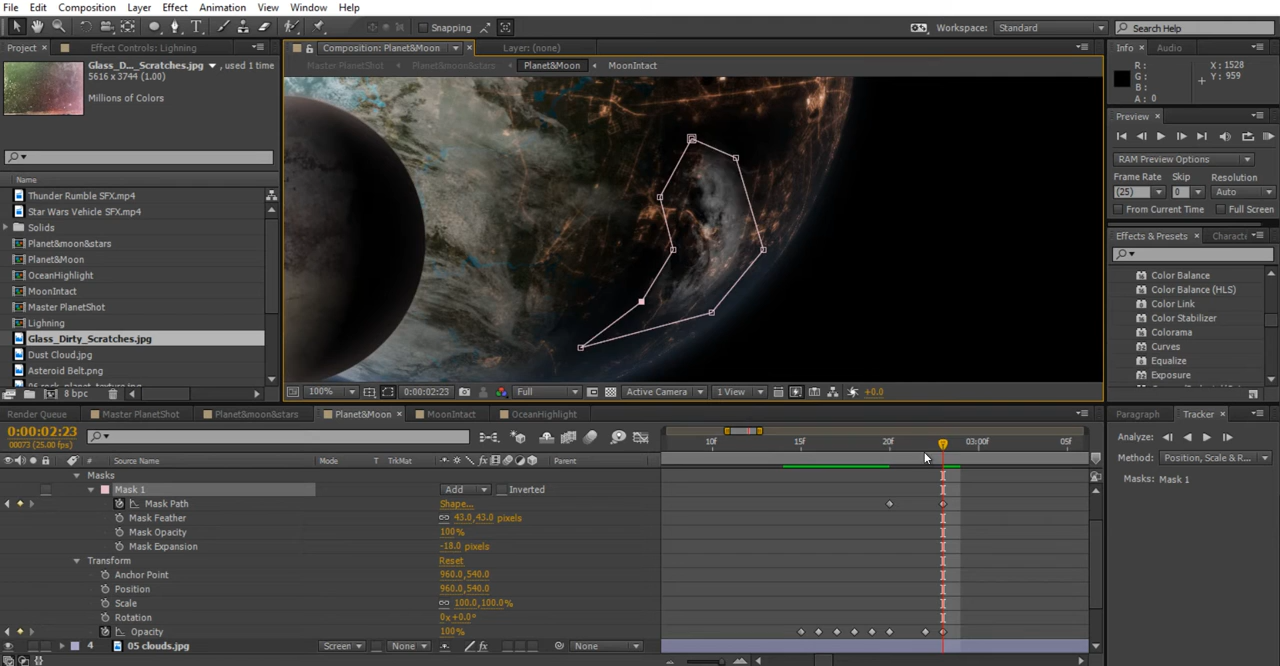 File Edit Composition Layer Effect Animation View Window Help
Snapping Workspace: Standard Search Help
Project Effect Controls: Lighning Composition: Planet&Moon Layer: (none) Info Audio
Glass_D..._Scratches.jpg , used 1 time
5616 x 3744 (1.00)
Millions of Colors
Master PlanetShot Planet&moon&stars Planet&Moon MoonIntact
R: X: 1528
G: Y: 959
B:
A: 0
Preview
RAM Preview Options
Frame Rate Skip Resolution
(25) 0 Auto
From Current Time Full Screen
Name
Thunder Rumble SFX.mp4
Star Wars Vehicle SFX.mp4
Solids
Planet&moon&stars
Planet&Moon
OceanHighlight
MoonIntact
Master PlanetShot
Lighning
Glass_Dirty_Scratches.jpg
Dust Cloud.jpg
Asteroid Belt.png
06 rock_planet_texture.jpg
8 bpc
Effects & Presets Charact
Color Balance
Color Balance (HLS)
Color Link
Color Stabilizer
Colorama
Curves
Equalize
Exposure
100% 0:00:02:23 Full Active Camera 1 View +0.0
Render Queue Master PlanetShot Planet&moon&stars Planet&Moon MoonIntact OceanHighlight
0:00:02:23
00073 (25.00 fps)
10f 15f 20f 03:00f 05f
# Source Name Mode T TrkMat Parent
Masks
Mask 1 Add Inverted
Mask Path Shape...
Mask Feather 43.0,43.0 pixels
Mask Opacity 100%
Mask Expansion -18.0 pixels
Transform Reset
Anchor Point 960.0,540.0
Position 960.0,540.0
Scale 100.0,100.0%
Rotation 0x+0.0°
Opacity 100%
4 05 clouds.jpg Screen None None
Paragraph Tracker
Analyze:
Method: Position, Scale & R...
Masks: Mask 1